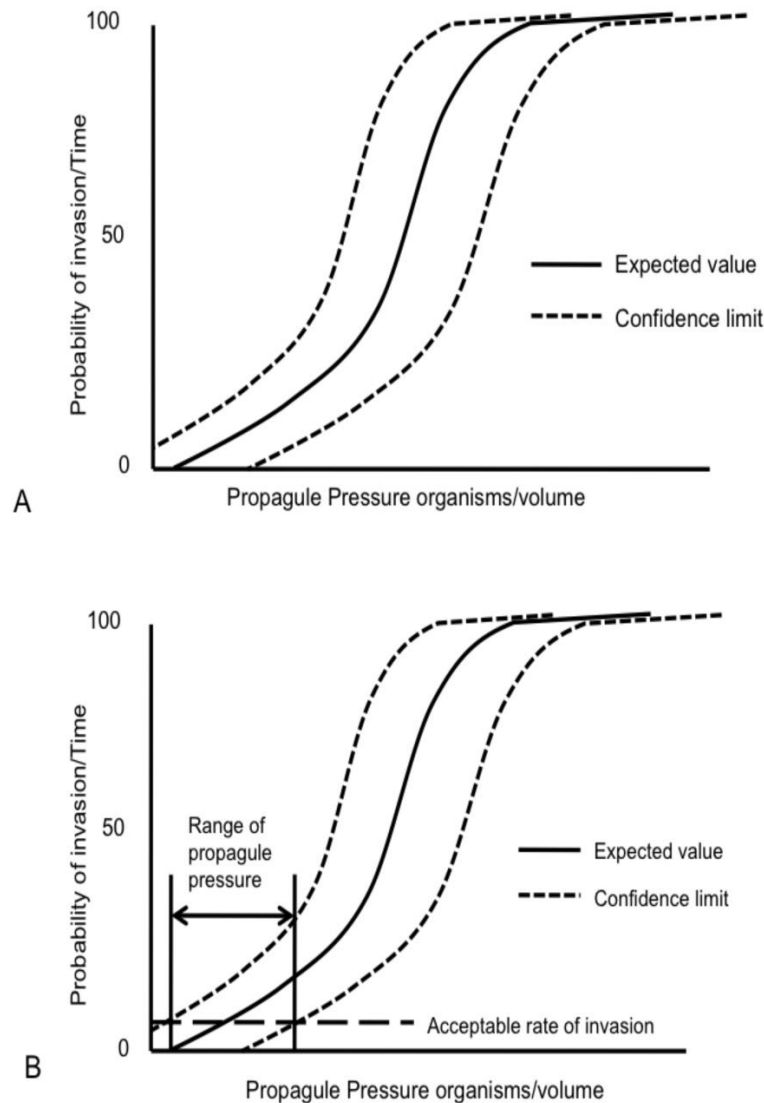 100
Probability of invasion/Time
50
Expected value
Confidence limit
0
A
Propagule Pressure organisms/volume
100
Probability of invasion/Time
Range of
propagule
pressure
50
Expected value
Confidence limit
Acceptable rate of invasion
0
B
Propagule Pressure organisms/volume